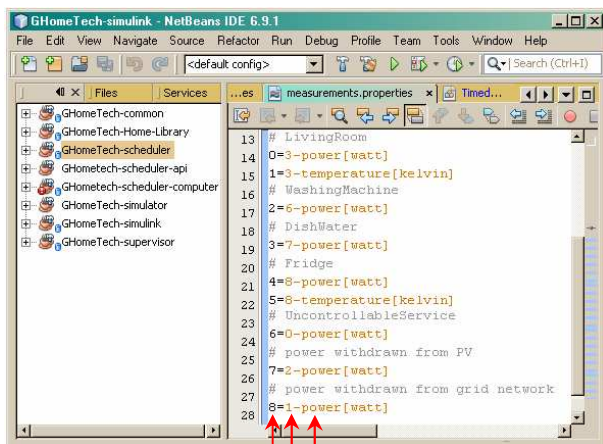 GHomeTech-simulink - NetBeans IDE 6.9.1
File Edit View Navigate Source Refactor Run Debug Profile Team Tools Window Help
<default config> Search (Ctrl+I)
Files Services ...es measurements.properties Timed...
GHomeTech-common
GHomeTech-Home-Library
GHomeTech-scheduler
GHometech-scheduler-api
GHometech-scheduler-computer
GHomeTech-simulator
GHomeTech-simulink
GHomeTech-supervisor
13 # LivingRoom
14 0=3-power[watt]
15 1=3-temperature[kelvin]
16 # WashingMachine
17 2=6-power[watt]
18 # DishWater
19 3=7-power[watt]
20 # Fridge
21 4=8-power[watt]
22 5=8-temperature[kelvin]
23 # UncontrollableService
24 6=0-power[watt]
25 # power withdrawn from PV
26 7=2-power[watt]
27 # power withdrawn from grid network
28 8=1-power[watt]